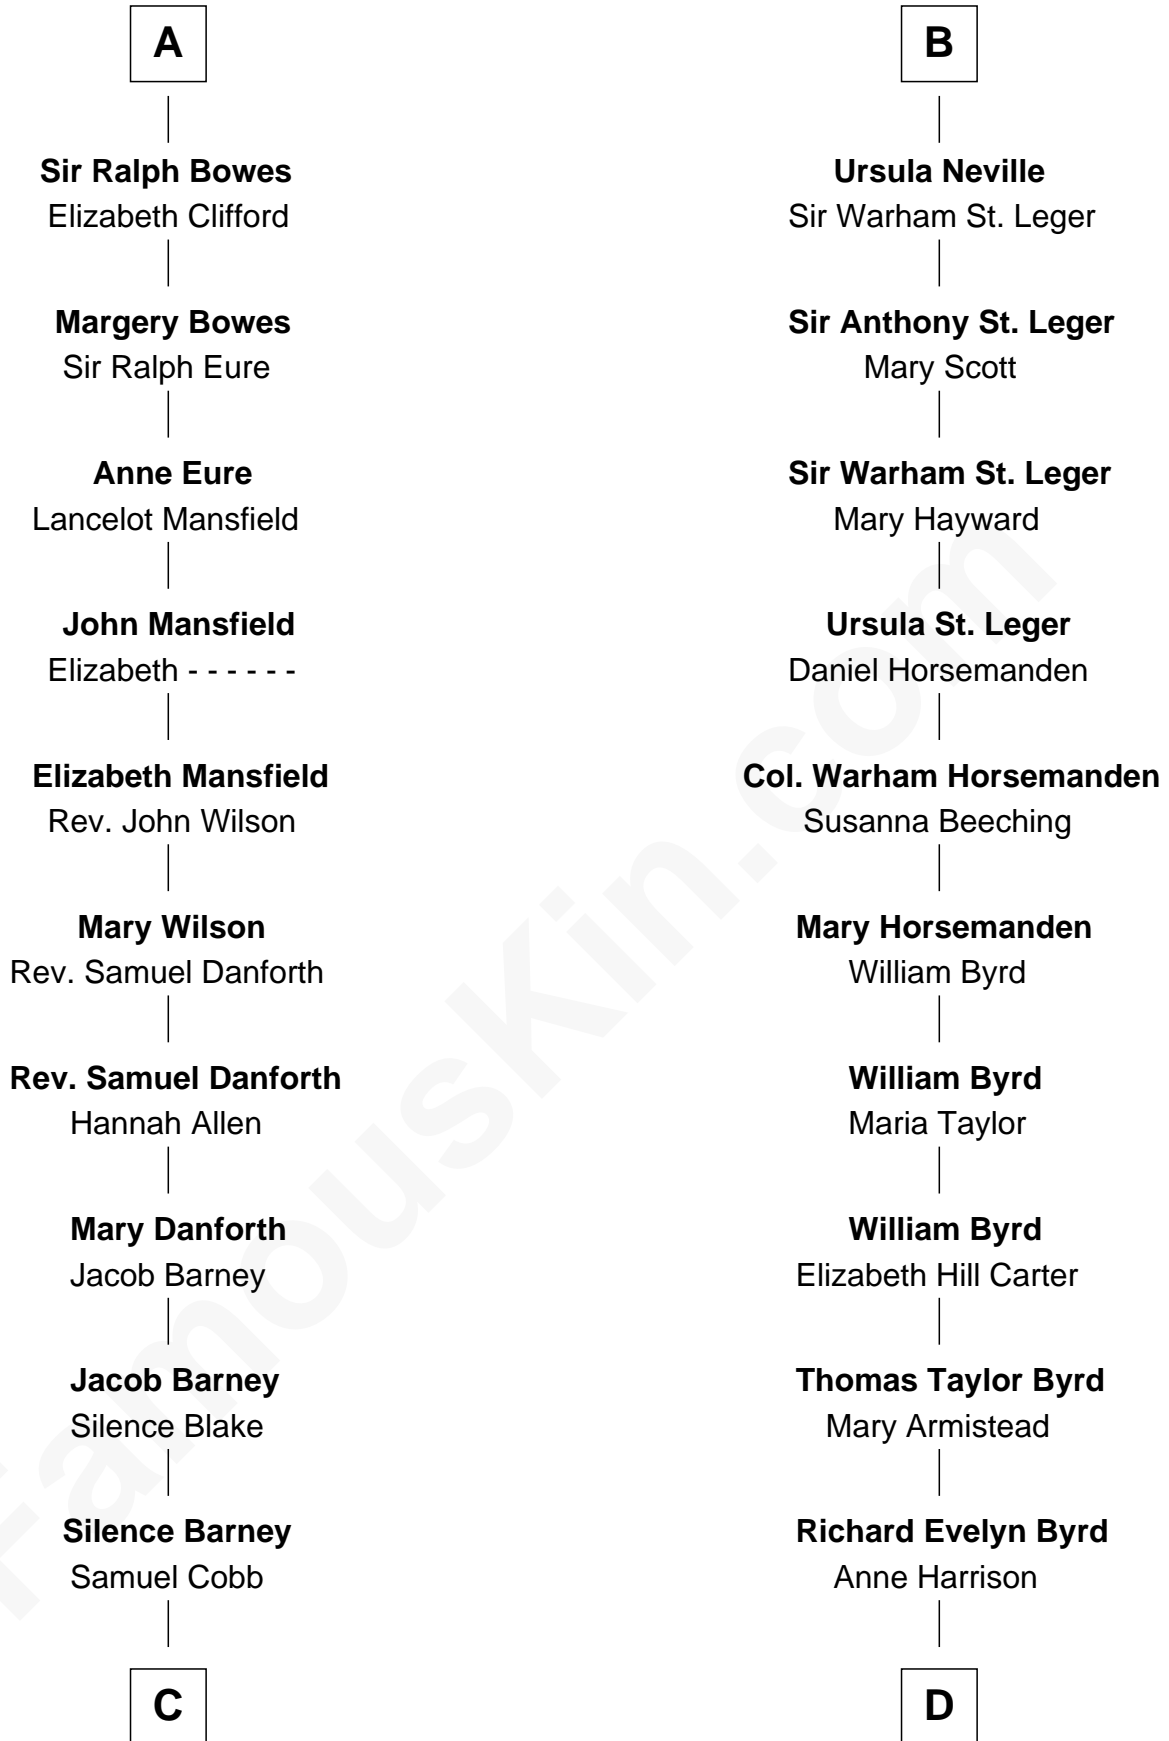 A
Sir Ralph Bowes
Elizabeth Clifford
Margery Bowes
Sir Ralph Eure
Anne Eure
Lancelot Mansfield
John Mansfield
Elizabeth - - - - - -
Elizabeth Mansfield
Rev. John Wilson
Mary Wilson
Rev. Samuel Danforth
Rev. Samuel Danforth
Hannah Allen
Mary Danforth
Jacob Barney
Jacob Barney
Silence Blake
Silence Barney
Samuel Cobb
C
B
Ursula Neville
Sir Warham St. Leger
Sir Anthony St. Leger
Mary Scott
Sir Warham St. Leger
Mary Hayward
Ursula St. Leger
Daniel Horsemanden
Col. Warham Horsemanden
Susanna Beeching
Mary Horsemanden
William Byrd
William Byrd
Maria Taylor
William Byrd
Elizabeth Hill Carter
Thomas Taylor Byrd
Mary Armistead
Richard Evelyn Byrd
Anne Harrison
D
FamousKin.com